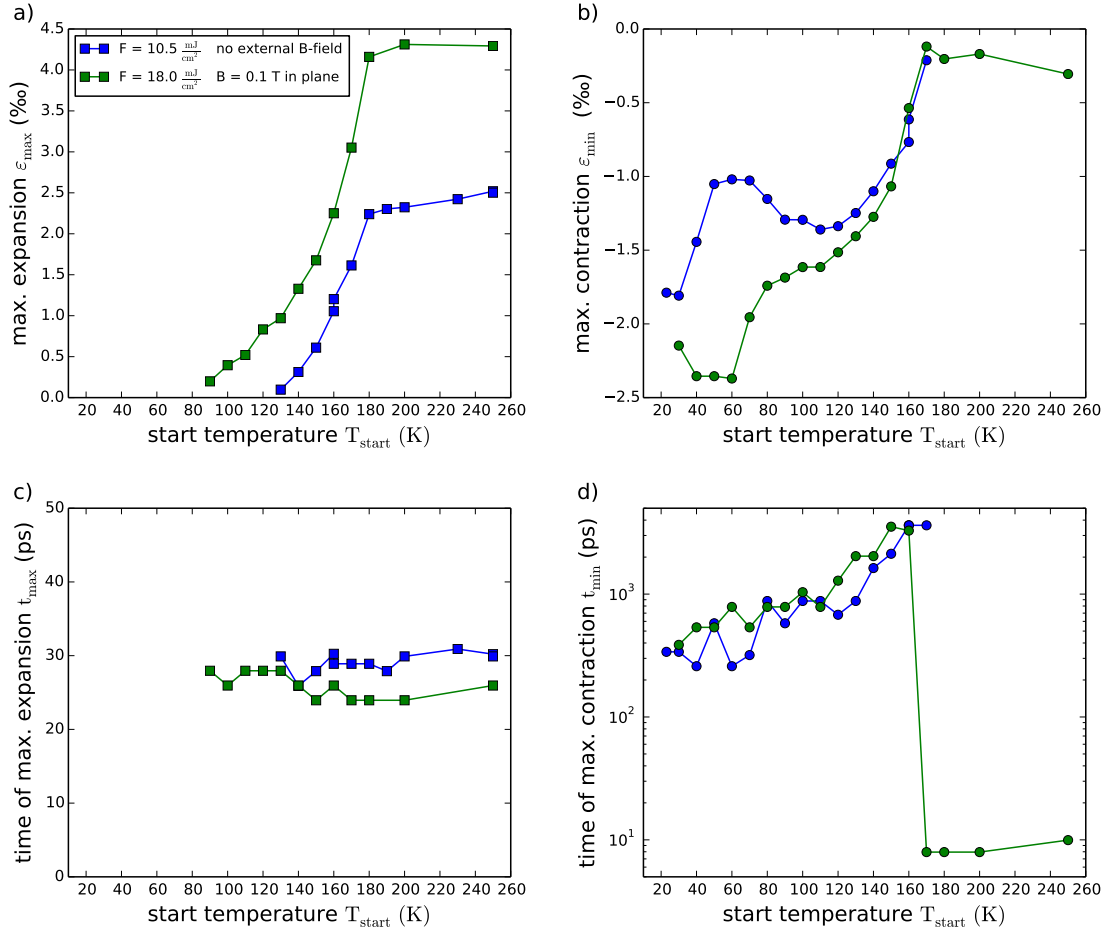 a)
4.5
4.0
3.5
3.0
2.5
2.0
1.5
1.0
0.5
0.0
max. expansion ε_max (‰)
F = 10.5 mJ/cm² no external B-field
F = 18.0 mJ/cm² B = 0.1 T in plane
20 40 60 80 100 120 140 160 180 200 220 240 260
start temperature T_start (K)
b)
0.0
−0.5
−1.0
−1.5
−2.0
−2.5
max. contraction ε_min (‰)
20 40 60 80 100 120 140 160 180 200 220 240 260
start temperature T_start (K)
c)
50
40
30
20
10
0
time of max. expansion t_max (ps)
20 40 60 80 100 120 140 160 180 200 220 240 260
start temperature T_start (K)
d)
10³
10²
10¹
time of max. contraction t_min (ps)
20 40 60 80 100 120 140 160 180 200 220 240 260
start temperature T_start (K)